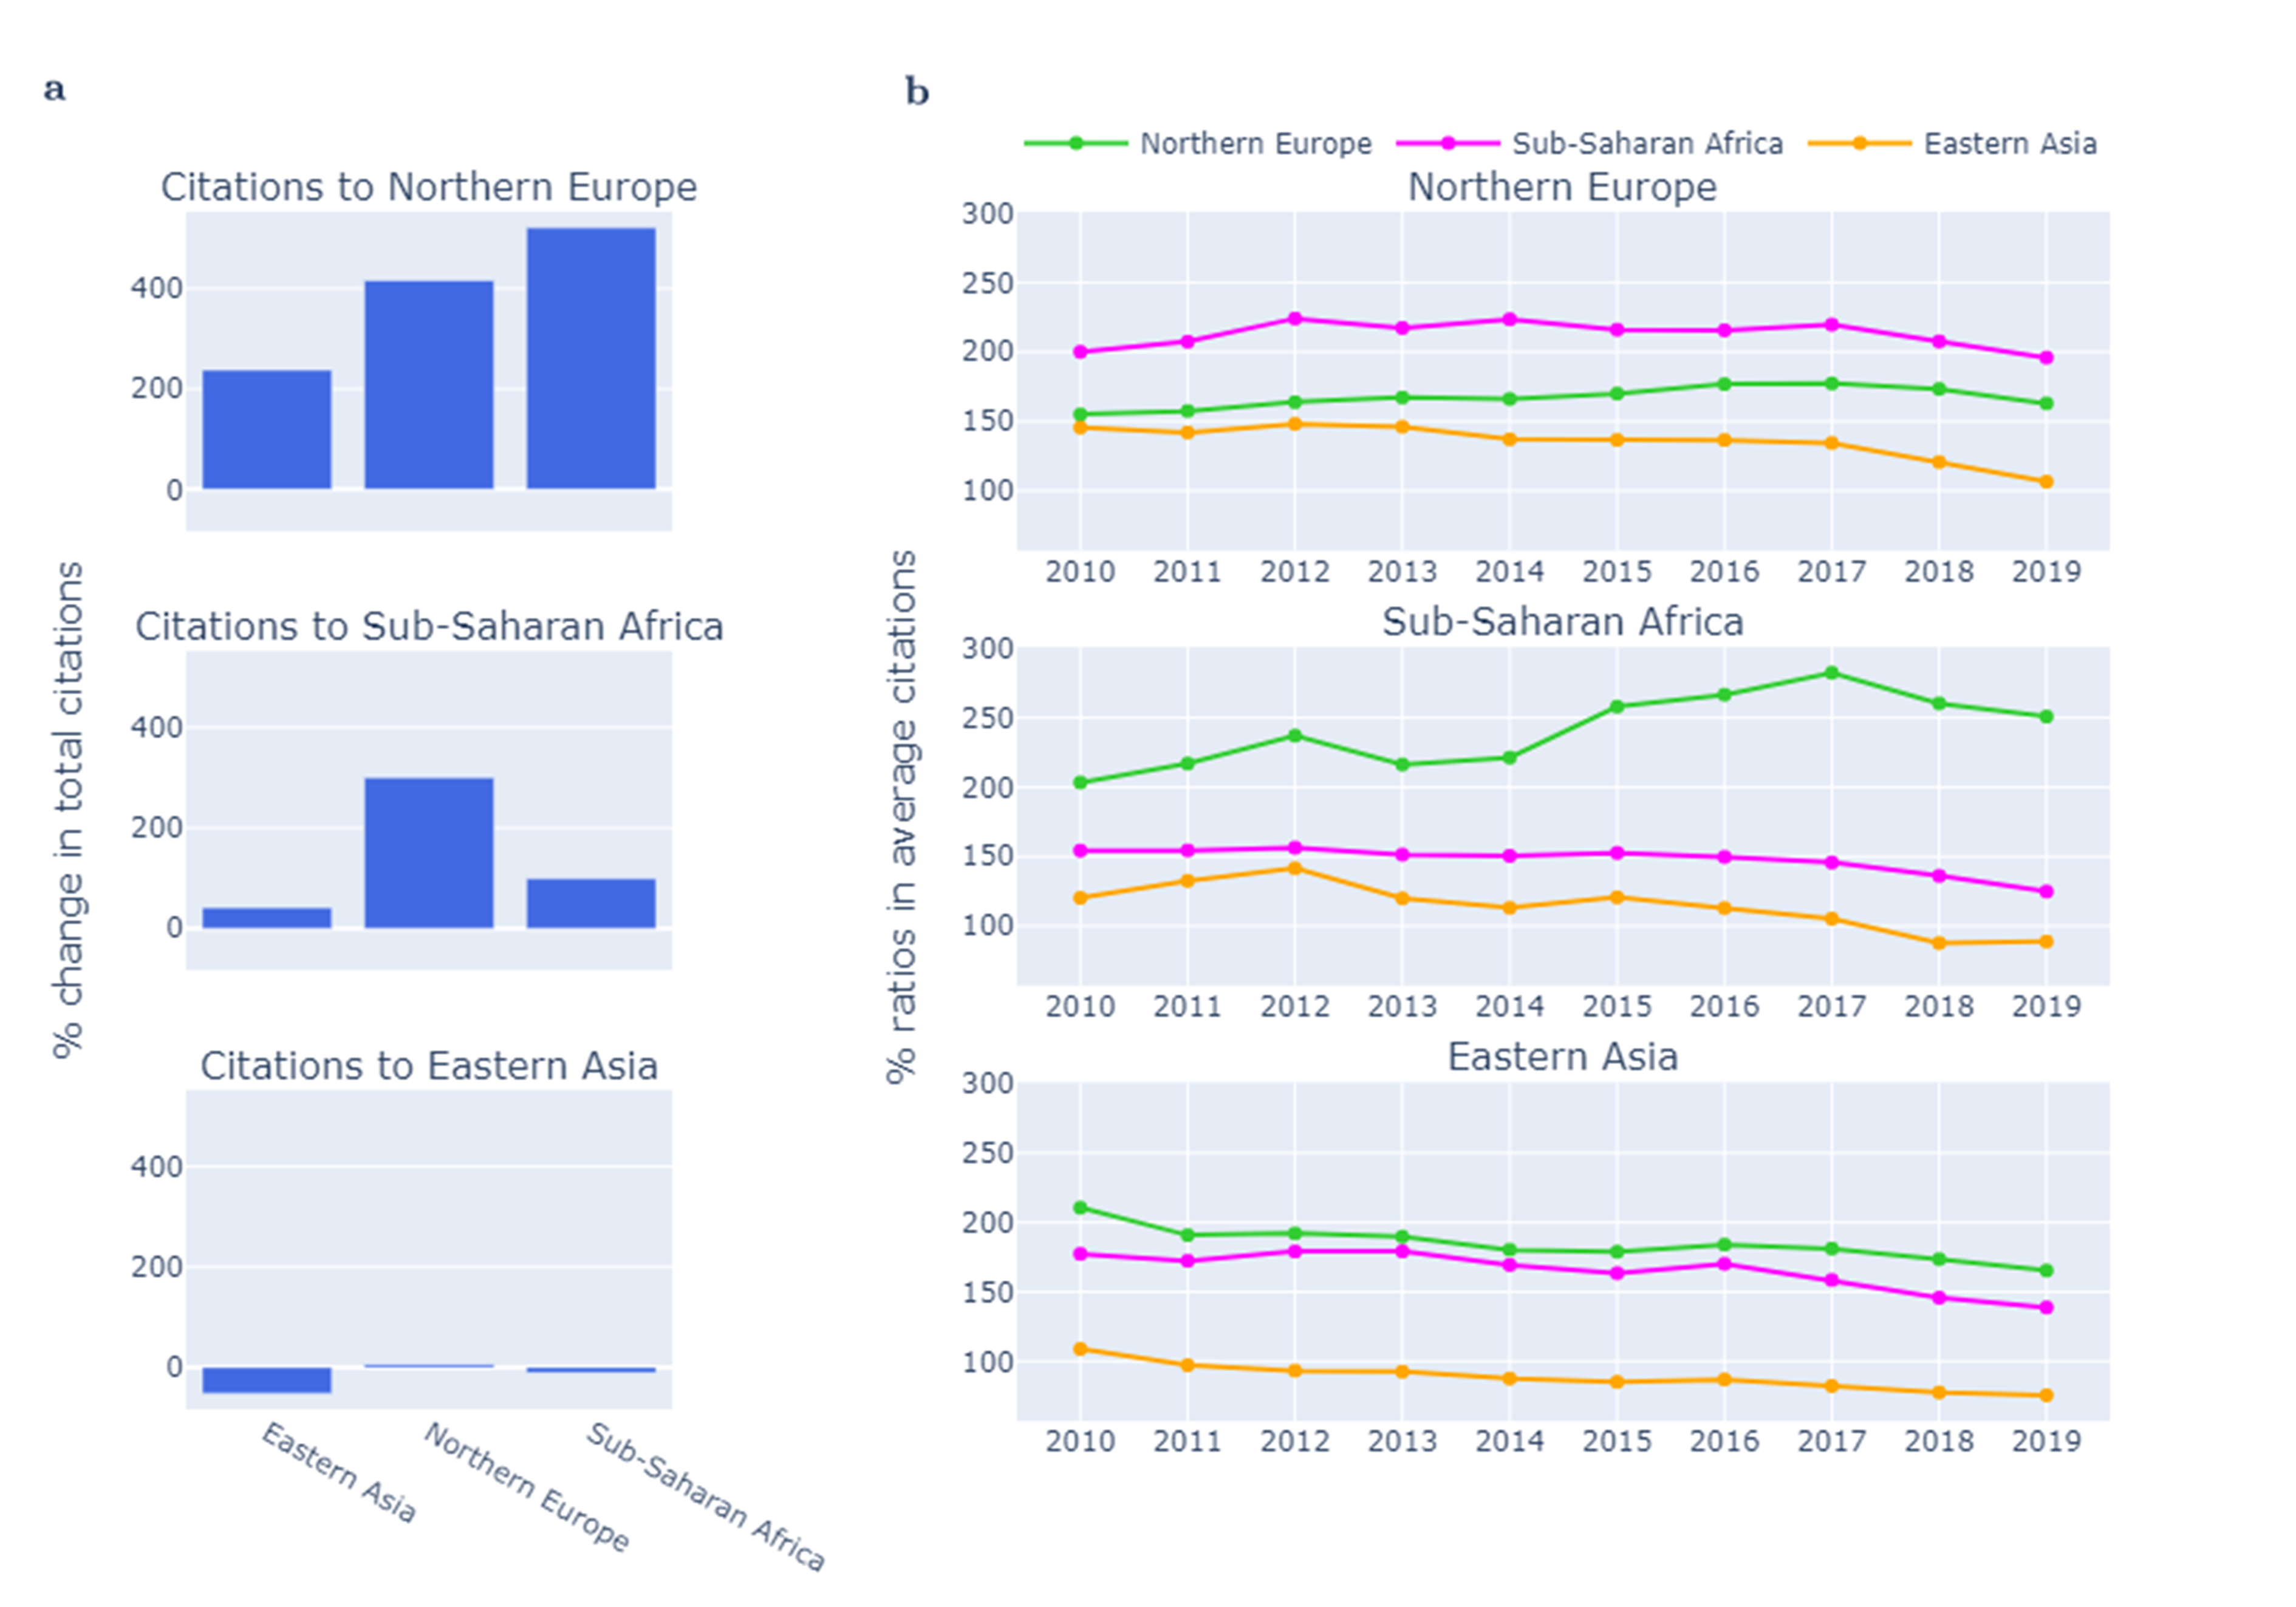 a
Citations to Northern Europe
400
200
0
Citations to Sub-Saharan Africa
400
200
0
Citations to Eastern Asia
400
200
0
Eastern Asia
Northern Europe
Sub-Saharan Africa
% change in total citations
b
Northern Europe Sub-Saharan Africa Eastern Asia
Northern Europe
300
250
200
150
100
2010 2011 2012 2013 2014 2015 2016 2017 2018 2019
Sub-Saharan Africa
300
250
200
150
100
2010 2011 2012 2013 2014 2015 2016 2017 2018 2019
Eastern Asia
300
250
200
150
100
2010 2011 2012 2013 2014 2015 2016 2017 2018 2019
% ratios in average citations